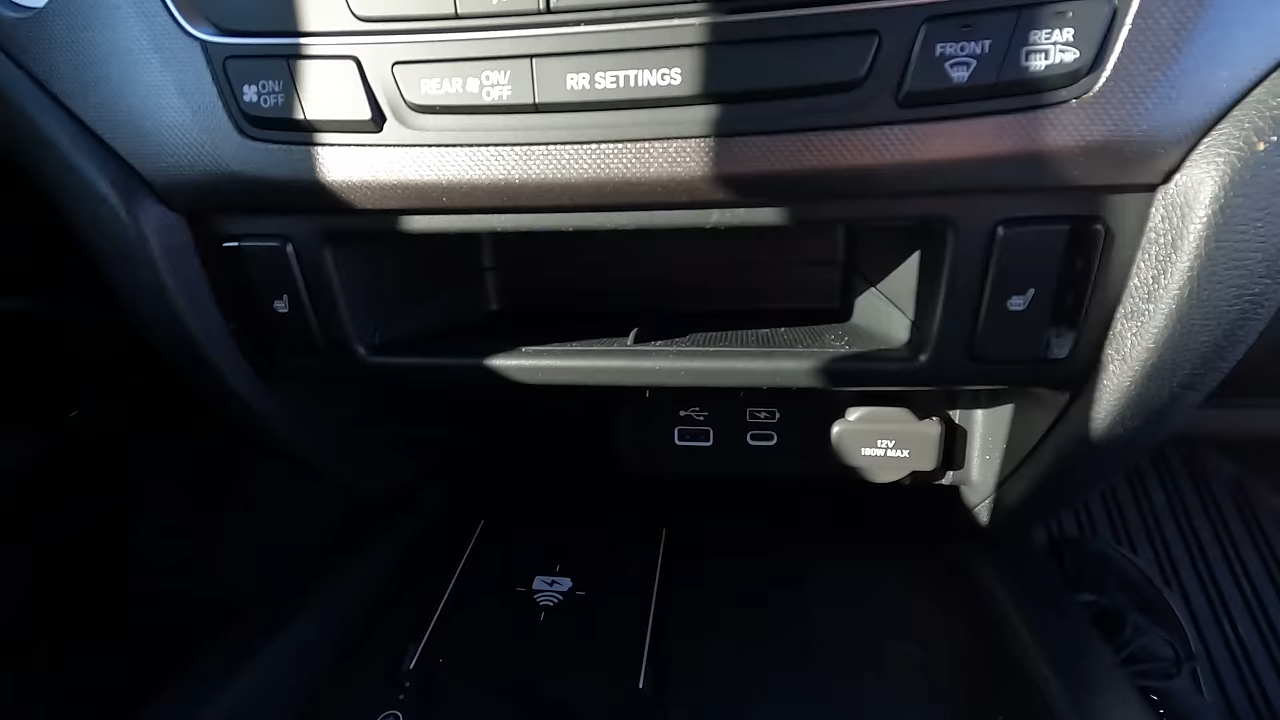 ON/
OFF
REAR ON/
OFF
RR SETTINGS
FRONT
REAR
12V
180W MAX